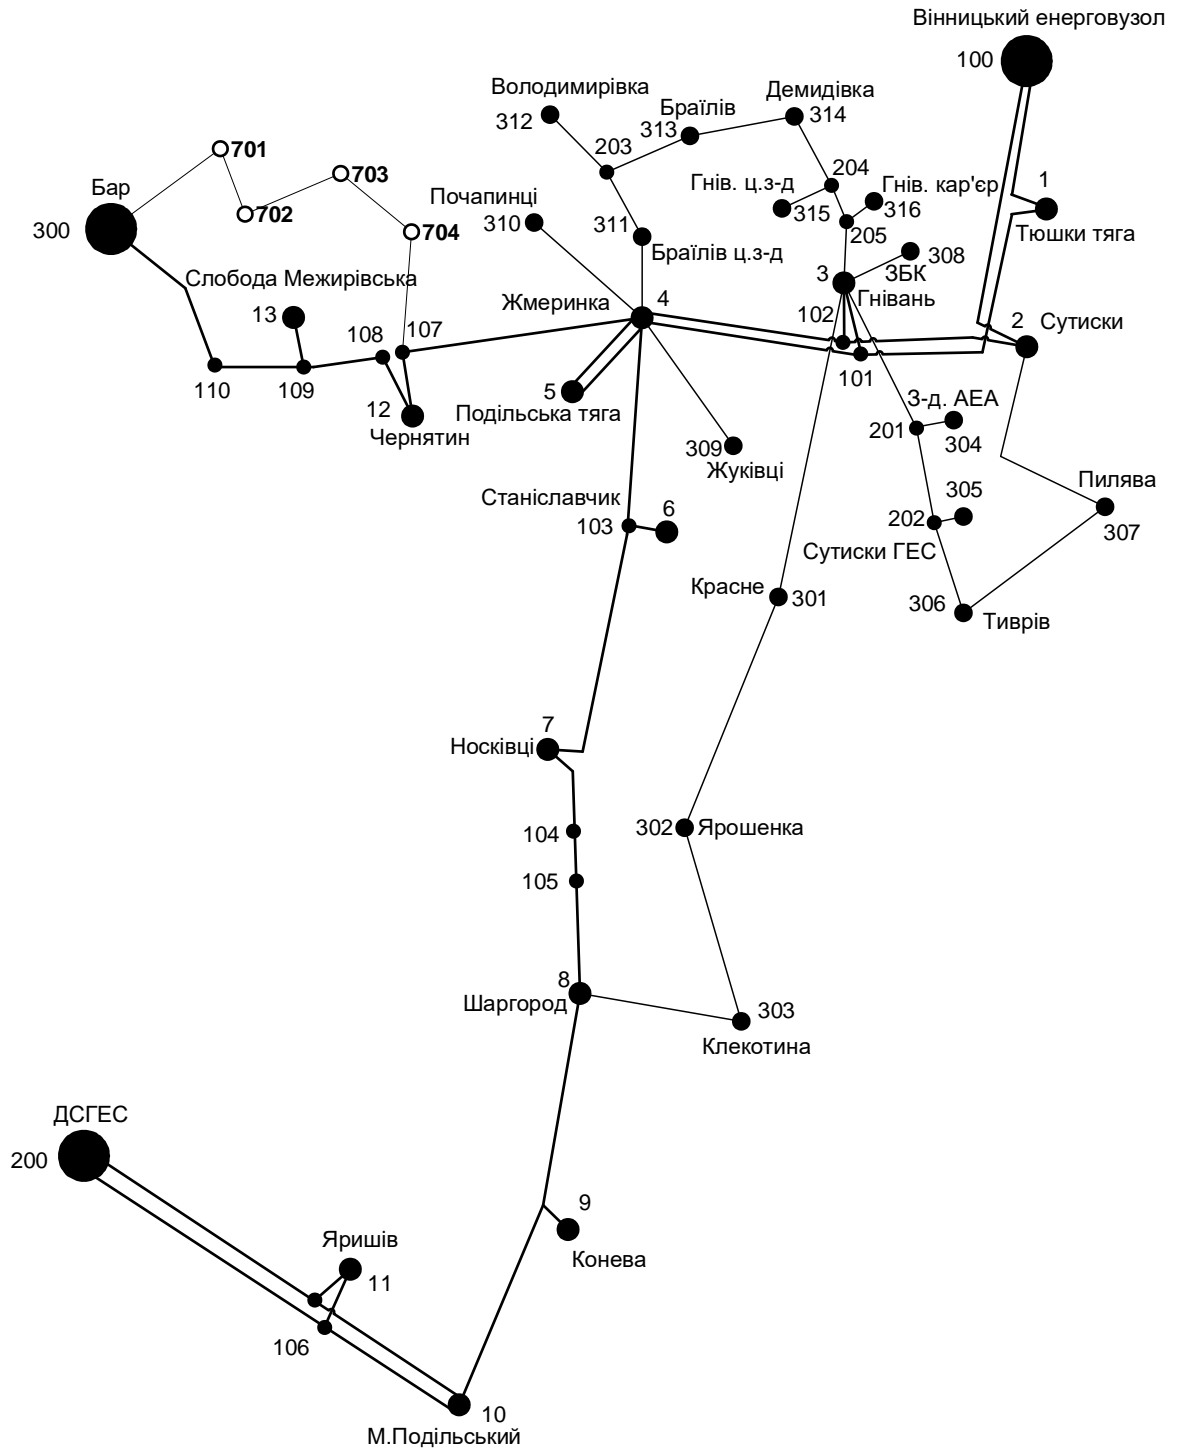 Вінницький енерговузол
100
Володимирівка
312
Браїлів
313
Демидівка
314
203
701
703
702
704
Бар
300
Почапинці
310
Гнів. ц.з-д
204
Гнів. кар'єр
315
316
205
1
Тюшки тяга
311
Браїлів ц.з-д
308
ЗБК
3
Гнівань
Слобода Межирівська
13
Жмеринка
4
102
2
Сутиски
108
107
110
109
101
12
Чернятин
5
Подільська тяга
З-д. АЕА
201
304
309
Жуківці
Пилява
307
305
202
Сутиски ГЕС
Станіславчик
6
103
Красне
301
306
Тиврів
7
Носківці
104
302
Ярошенка
105
8
Шаргород
303
Клекотина
ДСГЕС
200
9
Конева
Яришів
11
106
10
М.Подільський